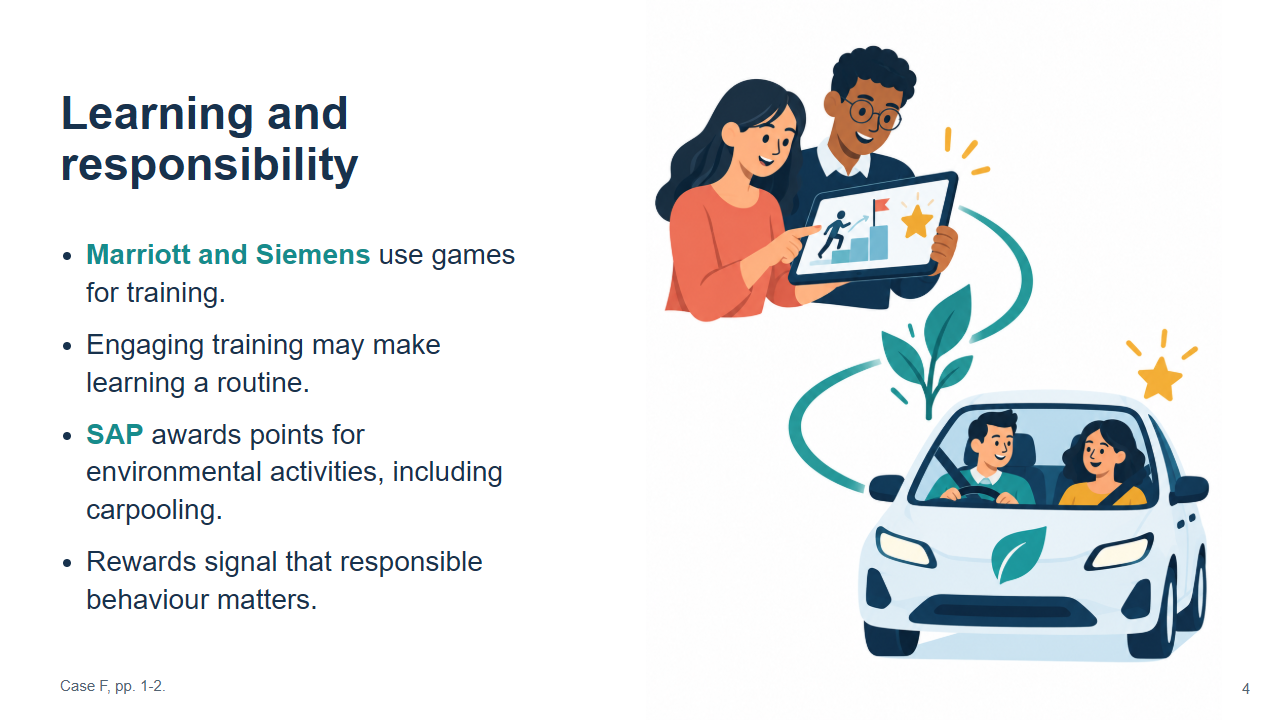 Learning and
responsibility
• Marriott and Siemens use games
for training.
• Engaging training may make
learning a routine.
• SAP awards points for
environmental activities, including
carpooling.
• Rewards signal that responsible
behaviour matters.
Case F, pp. 1-2.
4